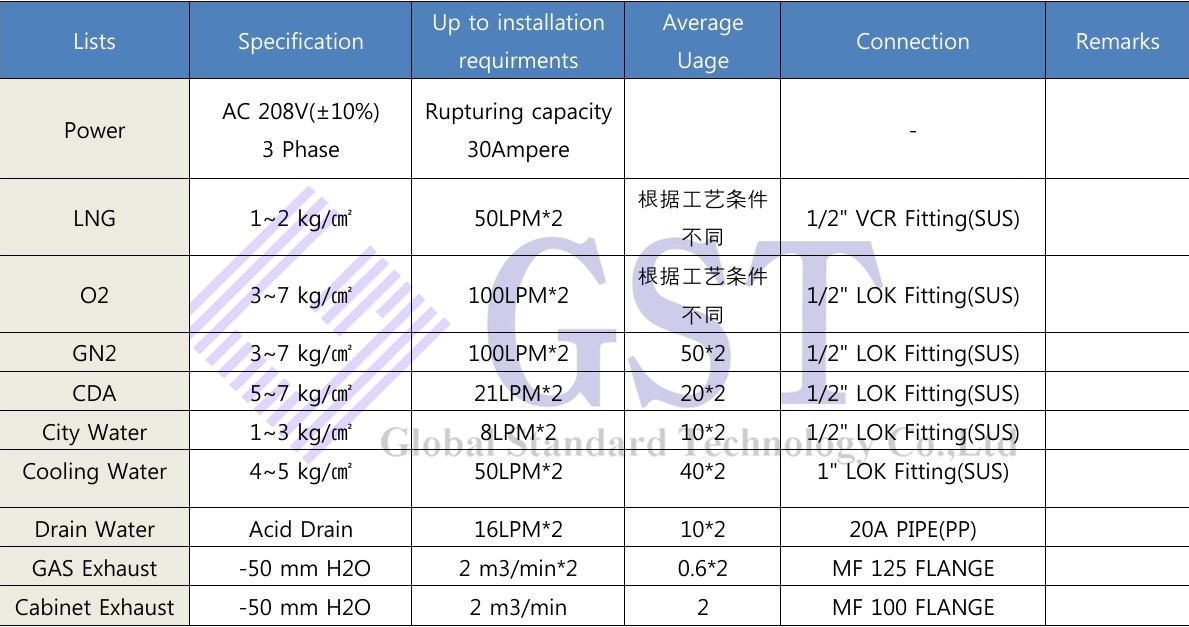 Lists Specification Up to installation requirments Average Uage Connection Remarks
Power AC 208V(±10%) 3 Phase Rupturing capacity 30Ampere -
LNG 1~2 kg/㎠ 50LPM*2 根据工艺条件不同 1/2" VCR Fitting(SUS)
O2 3~7 kg/㎠ 100LPM*2 根据工艺条件不同 1/2" LOK Fitting(SUS)
GN2 3~7 kg/㎠ 100LPM*2 50*2 1/2" LOK Fitting(SUS)
CDA 5~7 kg/㎠ 21LPM*2 20*2 1/2" LOK Fitting(SUS)
City Water 1~3 kg/㎠ 8LPM*2 10*2 1/2" LOK Fitting(SUS)
Cooling Water 4~5 kg/㎠ 50LPM*2 40*2 1" LOK Fitting(SUS)
Drain Water Acid Drain 16LPM*2 10*2 20A PIPE(PP)
GAS Exhaust -50 mm H2O 2 m3/min*2 0.6*2 MF 125 FLANGE
Cabinet Exhaust -50 mm H2O 2 m3/min 2 MF 100 FLANGE
GST
Global Standard Technology Co.,Ltd